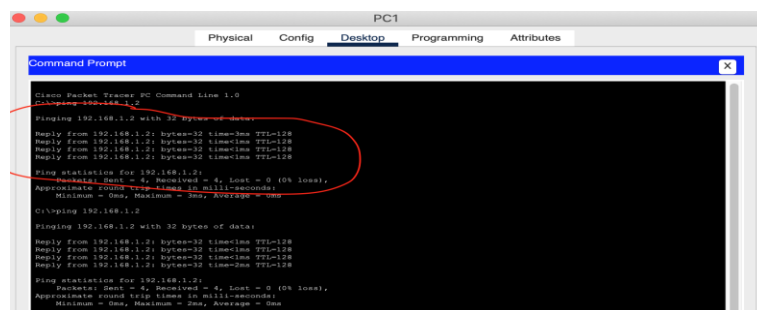 PC1
Physical Config Desktop Programming Attributes
Command Prompt
X
Cisco Packet Tracer PC Command Line 1.0
C:\>ping 192.168.1.2
Pinging 192.168.1.2 with 32 bytes of data:
Reply from 192.168.1.2: bytes=32 time=3ms TTL=128
Reply from 192.168.1.2: bytes=32 time<1ms TTL=128
Reply from 192.168.1.2: bytes=32 time<1ms TTL=128
Reply from 192.168.1.2: bytes=32 time<1ms TTL=128
Ping statistics for 192.168.1.2:
Packets: Sent = 4, Received = 4, Lost = 0 (0% loss),
Approximate round trip times in milli-seconds:
Minimum = 0ms, Maximum = 3ms, Average = 0ms
C:\>ping 192.168.1.2
Pinging 192.168.1.2 with 32 bytes of data:
Reply from 192.168.1.2: bytes=32 time<1ms TTL=128
Reply from 192.168.1.2: bytes=32 time<1ms TTL=128
Reply from 192.168.1.2: bytes=32 time<1ms TTL=128
Reply from 192.168.1.2: bytes=32 time=2ms TTL=128
Ping statistics for 192.168.1.2:
Packets: Sent = 4, Received = 4, Lost = 0 (0% loss),
Approximate round trip times in milli-seconds:
Minimum = 0ms, Maximum = 2ms, Average = 0ms